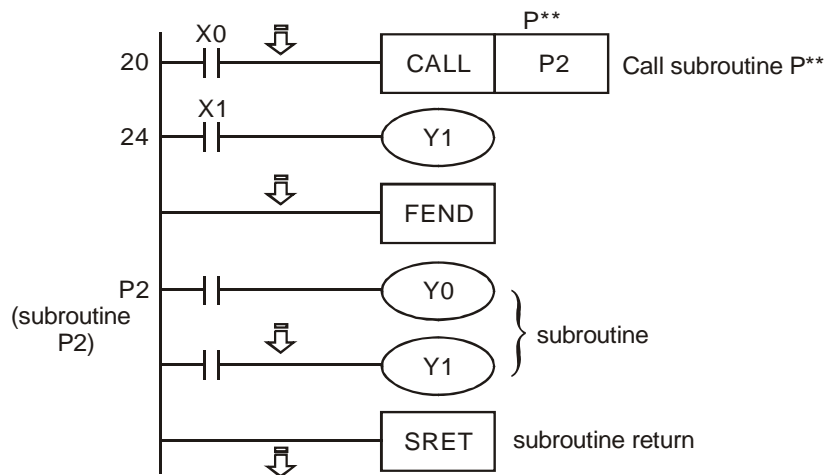 P**
X0
20
CALL
P2
Call subroutine P**
X1
24
Y1
FEND
P2
Y0
(subroutine
P2)
subroutine
Y1
SRET
subroutine return